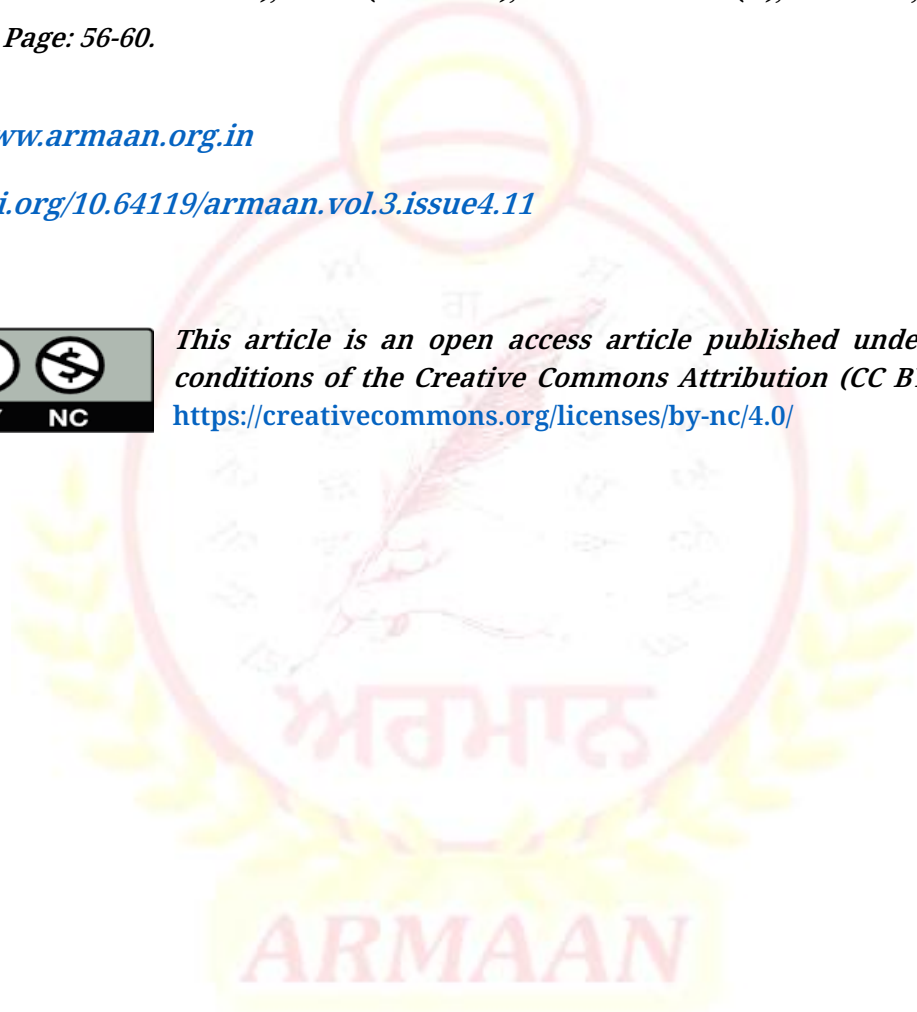 Page: 56-60.
ww.armaan.org.in
i.org/10.64119/armaan.vol.3.issue4.11
This article is an open access article published unde
conditions of the Creative Commons Attribution (CC B
https://creativecommons.org/licenses/by-nc/4.0/
NC
ਅਰਮਾਨ
ARMAAN